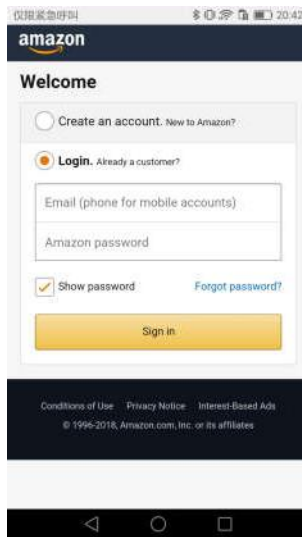 仅限紧急呼叫 20:42
amazon
Welcome
Create an account. New to Amazon?
Login. Already a customer?
Email (phone for mobile accounts)
Amazon password
Show password Forgot password?
Sign in
Conditions of Use Privacy Notice Interest-Based Ads
© 1996-2018, Amazon.com, Inc. or its affiliates